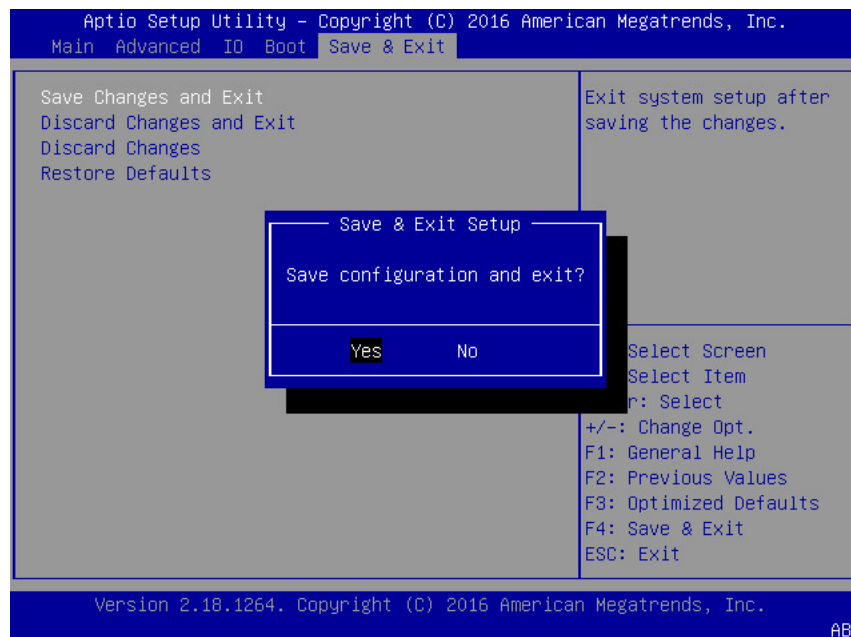 Aptio Setup Utility – Copyright (C) 2016 American Megatrends, Inc.
Main Advanced IO Boot Save & Exit
Save Changes and Exit
Discard Changes and Exit
Discard Changes
Restore Defaults
Exit system setup after
saving the changes.
Save & Exit Setup
Save configuration and exit?
Yes No
Select Screen
Select Item
r: Select
+/-: Change Opt.
F1: General Help
F2: Previous Values
F3: Optimized Defaults
F4: Save & Exit
ESC: Exit
Version 2.18.1264. Copyright (C) 2016 American Megatrends, Inc.
AB